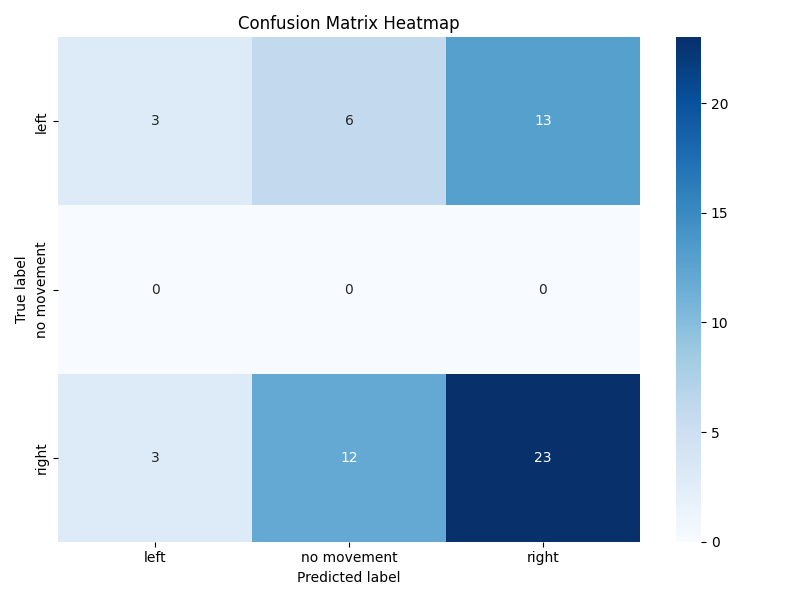 Confusion Matrix Heatmap
True label
left
3 6 13
no movement
0 0 0
right
3 12 23
left no movement right
Predicted label
20
15
10
5
0